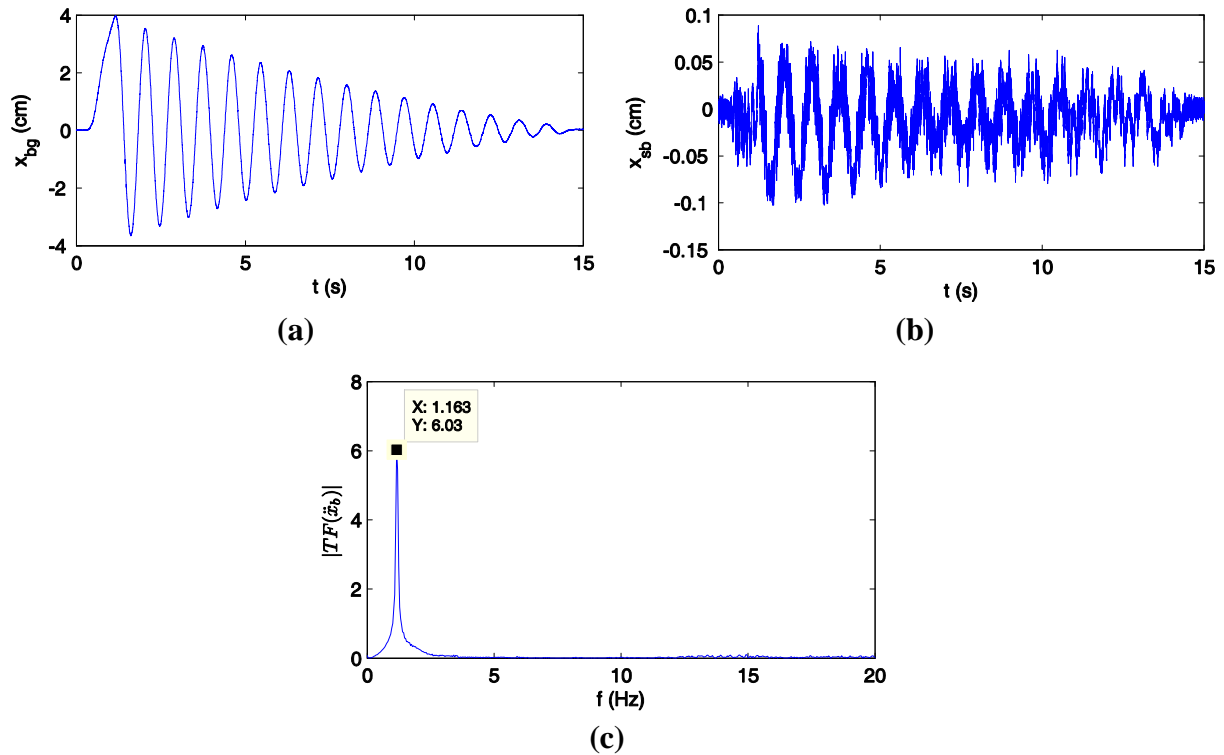 4
2
0
-2
-4
x_bg (cm)
0 5 10 15
t (s)
(a)
0.1
0.05
0
-0.05
-0.1
-0.15
x_sb (cm)
0 5 10 15
t (s)
(b)
8
6
4
2
0
|TF(ẍ_b)|
X: 1.163
Y: 6.03
0 5 10 15 20
f (Hz)
(c)